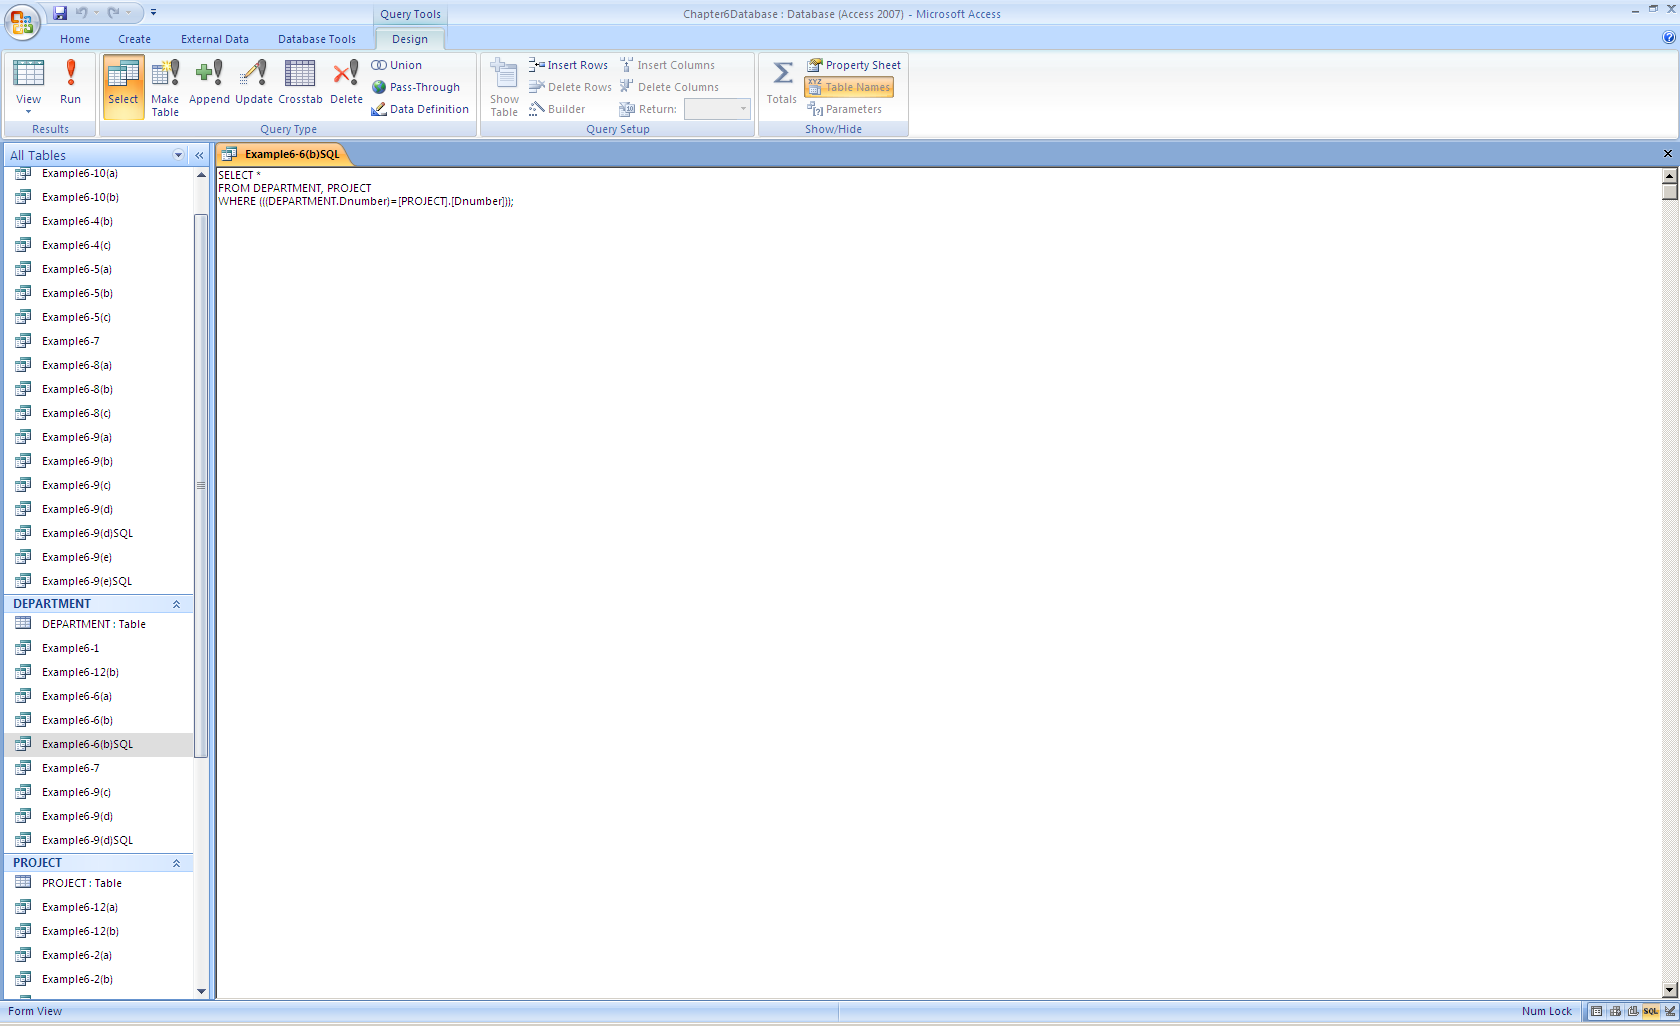 Query Tools
Chapter6Database : Database (Access 2007) - Microsoft Access
Home Create External Data Database Tools Design
View
Run
Results
Select
Make Table
Append
Update
Crosstab
Delete
Union
Pass-Through
Data Definition
Query Type
Show Table
Insert Rows
Delete Rows
Builder
Insert Columns
Delete Columns
Return:
Query Setup
Totals
Property Sheet
Table Names
Parameters
Show/Hide
All Tables
Example6-10(a)
Example6-10(b)
Example6-4(b)
Example6-4(c)
Example6-5(a)
Example6-5(b)
Example6-5(c)
Example6-7
Example6-8(a)
Example6-8(b)
Example6-8(c)
Example6-9(a)
Example6-9(b)
Example6-9(c)
Example6-9(d)
Example6-9(d)SQL
Example6-9(e)
Example6-9(e)SQL
DEPARTMENT
DEPARTMENT : Table
Example6-1
Example6-12(b)
Example6-6(a)
Example6-6(b)
Example6-6(b)SQL
Example6-7
Example6-9(c)
Example6-9(d)
Example6-9(d)SQL
PROJECT
PROJECT : Table
Example6-12(a)
Example6-12(b)
Example6-2(a)
Example6-2(b)
Example6-6(b)SQL
SELECT *
FROM DEPARTMENT, PROJECT
WHERE (((DEPARTMENT.Dnumber)=[PROJECT].[Dnumber]));
Form View
Num Lock
SQL